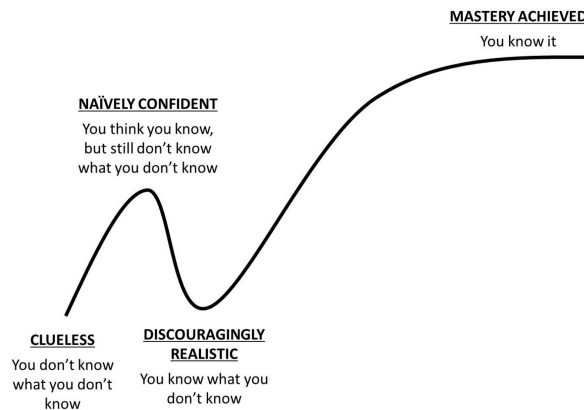 MASTERY ACHIEVED
You know it
NAÏVELY CONFIDENT
You think you know,
but still don't know
what you don't know
CLUELESS
You don't know
what you don't
know
DISCOURAGINGLY
REALISTIC
You know what you
don't know